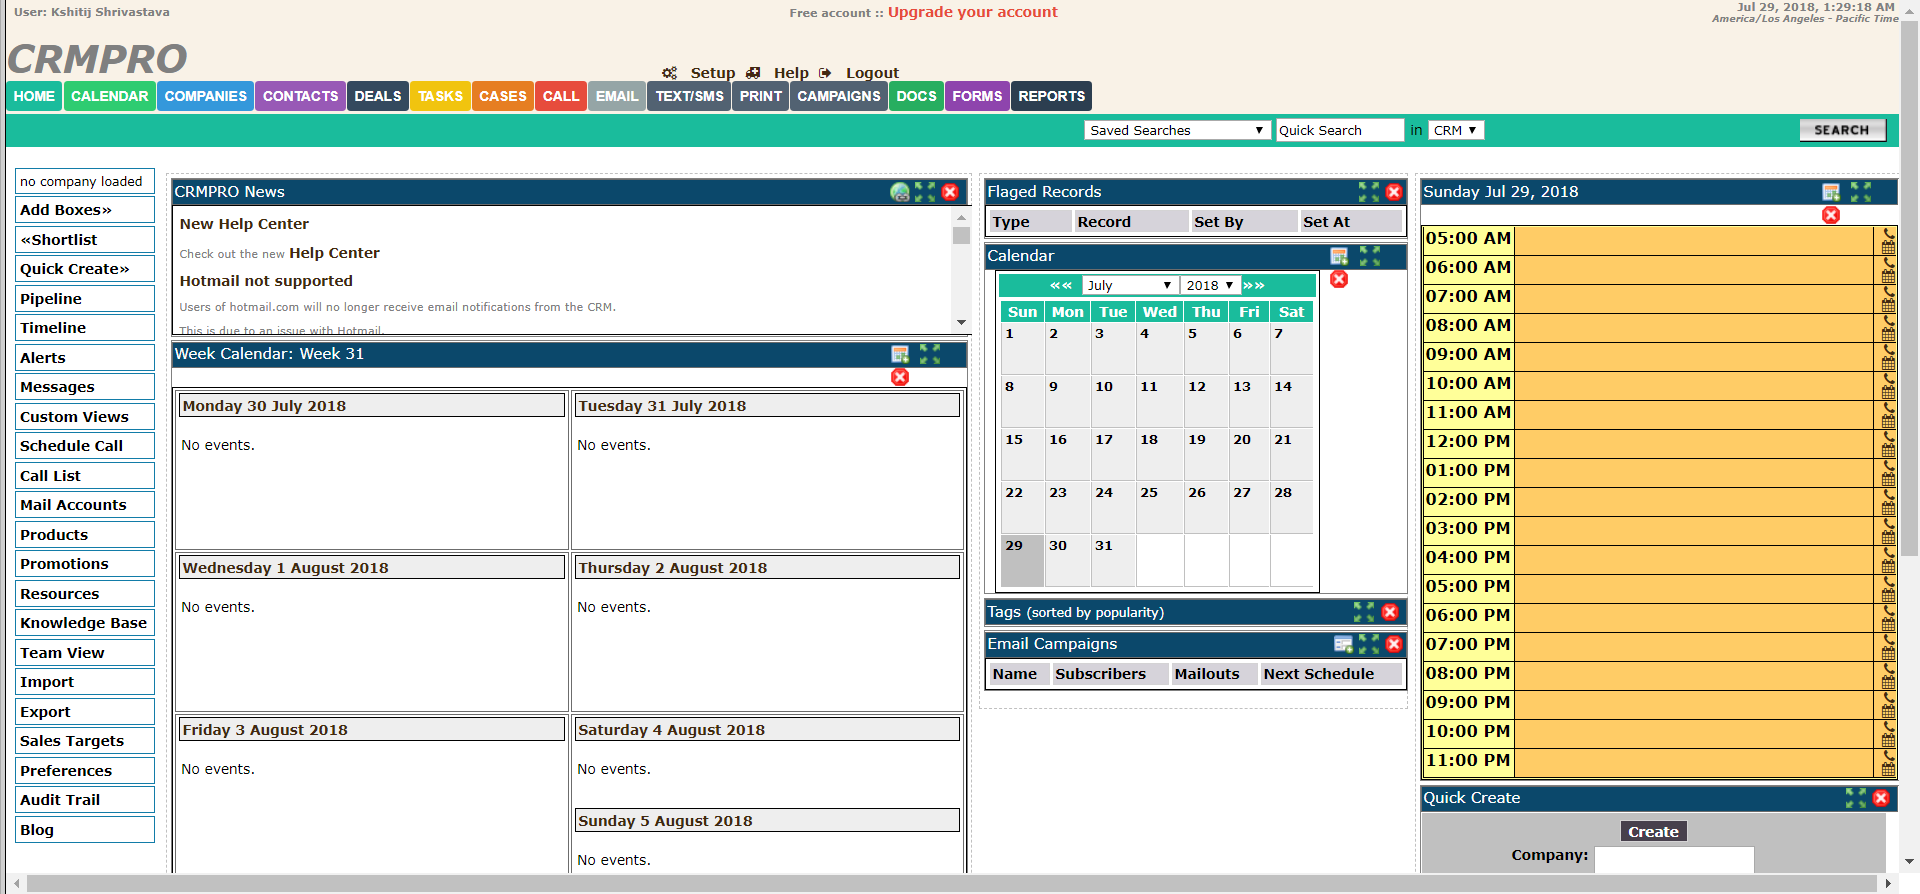 User: Kshitij Shrivastava
Free account :: Upgrade your account
Jul 29, 2018, 1:29:18 AM
America/Los Angeles - Pacific Time
CRMPRO
Setup Help Logout
HOME CALENDAR COMPANIES CONTACTS DEALS TASKS CASES CALL EMAIL TEXT/SMS PRINT CAMPAIGNS DOCS FORMS REPORTS
Saved Searches Quick Search in CRM SEARCH
no company loaded
Add Boxes»
«Shortlist
Quick Create»
Pipeline
Timeline
Alerts
Messages
Custom Views
Schedule Call
Call List
Mail Accounts
Products
Promotions
Resources
Knowledge Base
Team View
Import
Export
Sales Targets
Preferences
Audit Trail
Blog
CRMPRO News
New Help Center
Check out the new Help Center
Hotmail not supported
Users of hotmail.com will no longer receive email notifications from the CRM.
This is due to an issue with Hotmail.
Week Calendar: Week 31
Monday 30 July 2018
No events.
Tuesday 31 July 2018
No events.
Wednesday 1 August 2018
No events.
Thursday 2 August 2018
No events.
Friday 3 August 2018
No events.
Saturday 4 August 2018
No events.
Sunday 5 August 2018
No events.
Flaged Records
Type Record Set By Set At
Calendar
«« July 2018 »»
Sun Mon Tue Wed Thu Fri Sat
1 2 3 4 5 6 7
8 9 10 11 12 13 14
15 16 17 18 19 20 21
22 23 24 25 26 27 28
29 30 31
Tags (sorted by popularity)
Email Campaigns
Name Subscribers Mailouts Next Schedule
Sunday Jul 29, 2018
05:00 AM
06:00 AM
07:00 AM
08:00 AM
09:00 AM
10:00 AM
11:00 AM
12:00 PM
01:00 PM
02:00 PM
03:00 PM
04:00 PM
05:00 PM
06:00 PM
07:00 PM
08:00 PM
09:00 PM
10:00 PM
11:00 PM
Quick Create
Create
Company: